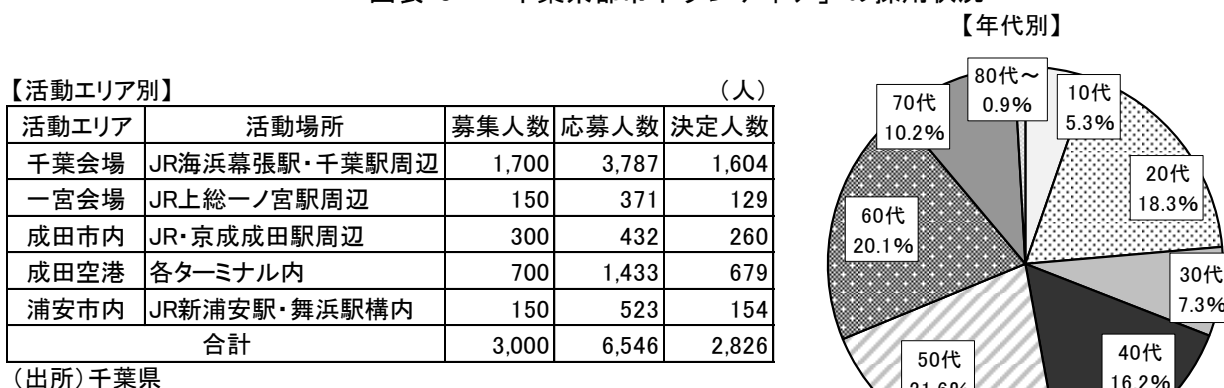 【年代別】
【活動エリア別】 （人）
活動エリア 活動場所 募集人数 応募人数 決定人数
千葉会場 JR海浜幕張駅・千葉駅周辺 1,700 3,787 1,604
一宮会場 JR上総一ノ宮駅周辺 150 371 129
成田市内 JR・京成成田駅周辺 300 432 260
成田空港 各ターミナル内 700 1,433 679
浦安市内 JR新浦安駅・舞浜駅構内 150 523 154
合計 3,000 6,546 2,826
（出所）千葉県
80代～
0.9%
10代
5.3%
20代
18.3%
30代
7.3%
40代
16.2%
50代
21.6%
60代
20.1%
70代
10.2%